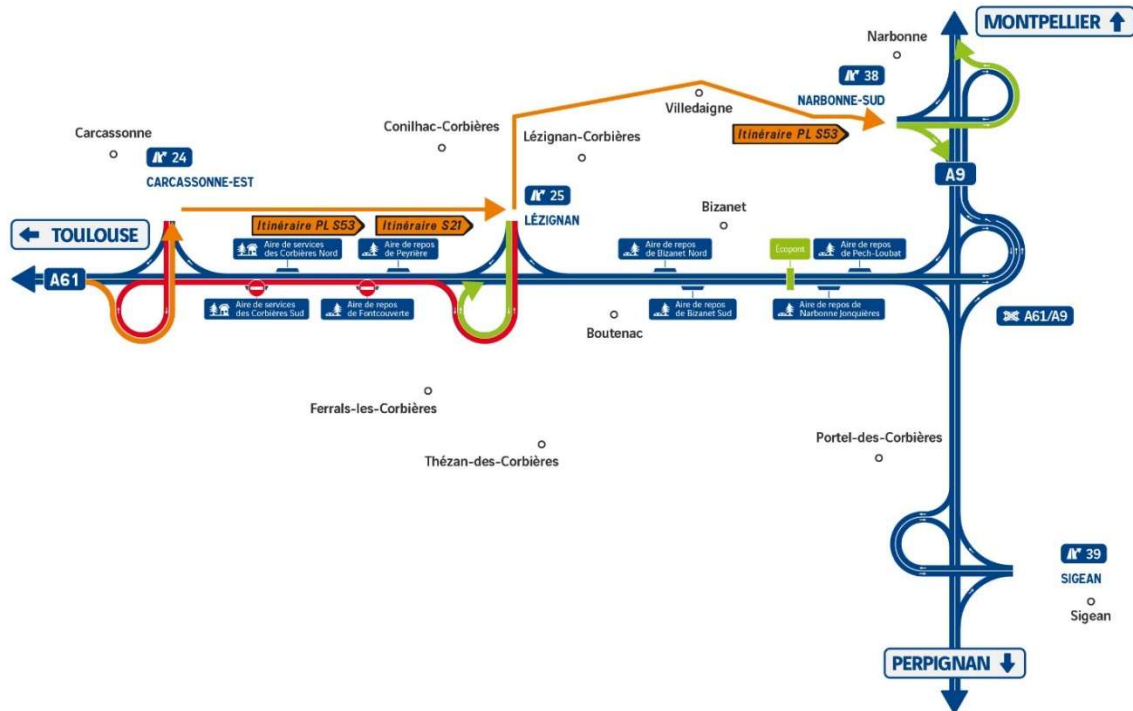 MONTPELLIER
Narbonne
38
NARBONNE-SUD
Villedaigne
Itinéraire PL S53
Carcassonne
24
CARCASSONNE-EST
Conilhac-Corbières
Lézignan-Corbières
25
LÉZIGNAN
A9
Bizanet
TOULOUSE
Itinéraire PL S53
Itinéraire S21
Aire de services
des Corbières Nord
Aire de repos
de Peyrière
Aire de repos
de Bizanet Nord
Écopont
Aire de repos
de Pech-Loubat
A61
Aire de services
des Corbières Sud
Aire de repos
de Fontcouverte
Aire de repos
de Bizanet Sud
Aire de repos de
Narbonne Jonquières
A61/A9
Boutenac
Ferrals-les-Corbières
Thézan-des-Corbières
Portel-des-Corbières
39
SIGEAN
Sigean
PERPIGNAN